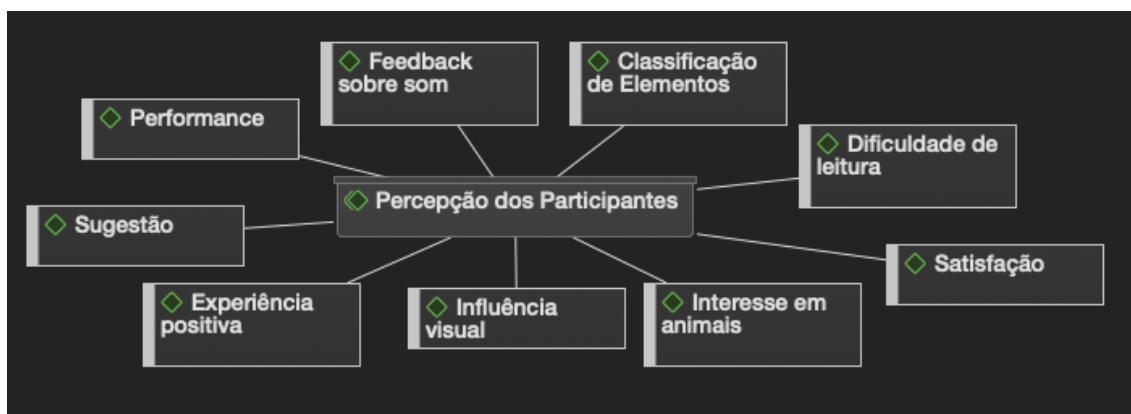 Feedback
sobre som
Classificação
de Elementos
Performance
Dificuldade de
leitura
Percepção dos Participantes
Sugestão
Satisfação
Experiência
positiva
Influência
visual
Interesse em
animais